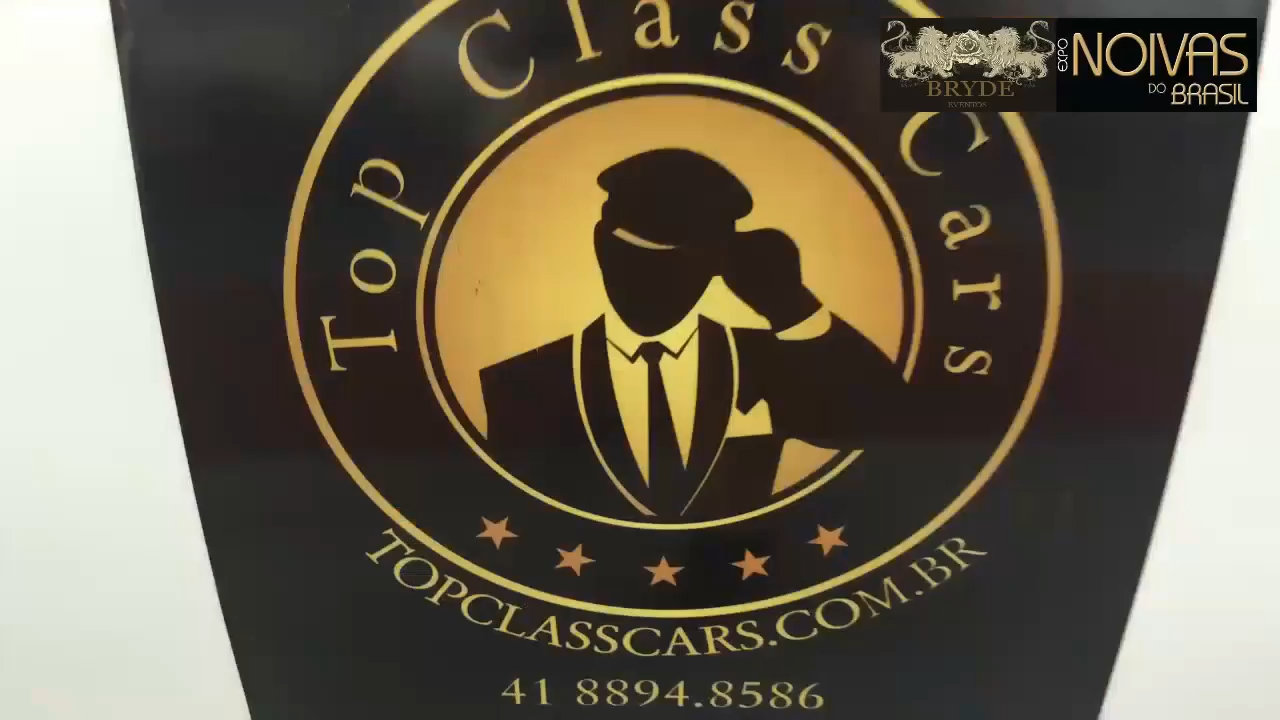 Top Class Cars
TOPCLASSCARS.COM.BR
41 8894.8586
BRYDE
EVENTOS
EXPO
NOIVAS
DO BRASIL